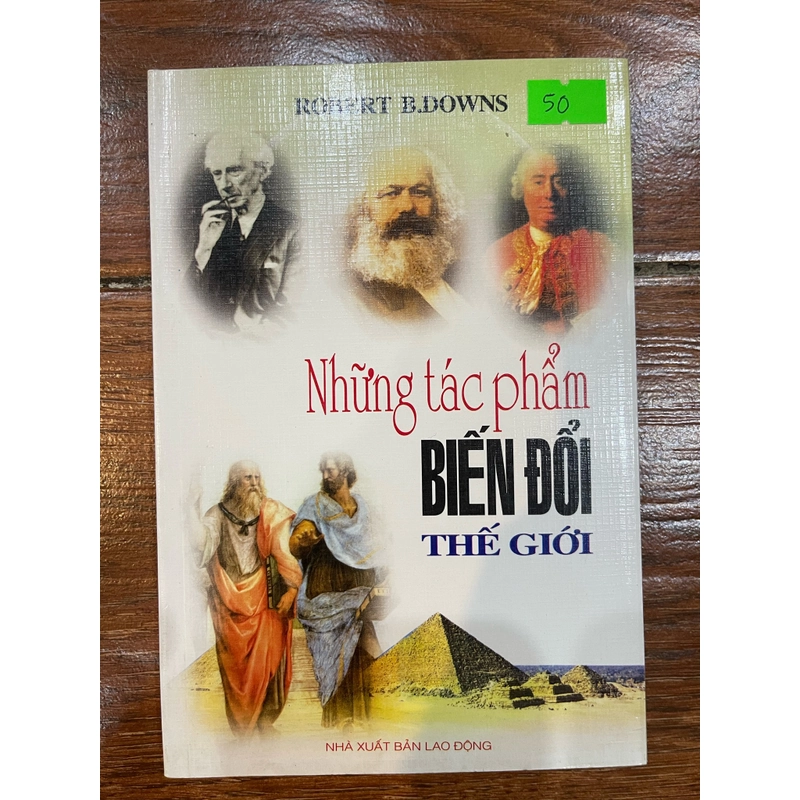 ROBERT B.DOWNS
50
Những tác phẩm
BIẾN ĐỔI
THẾ GIỚI
NHÀ XUẤT BẢN LAO ĐỘNG